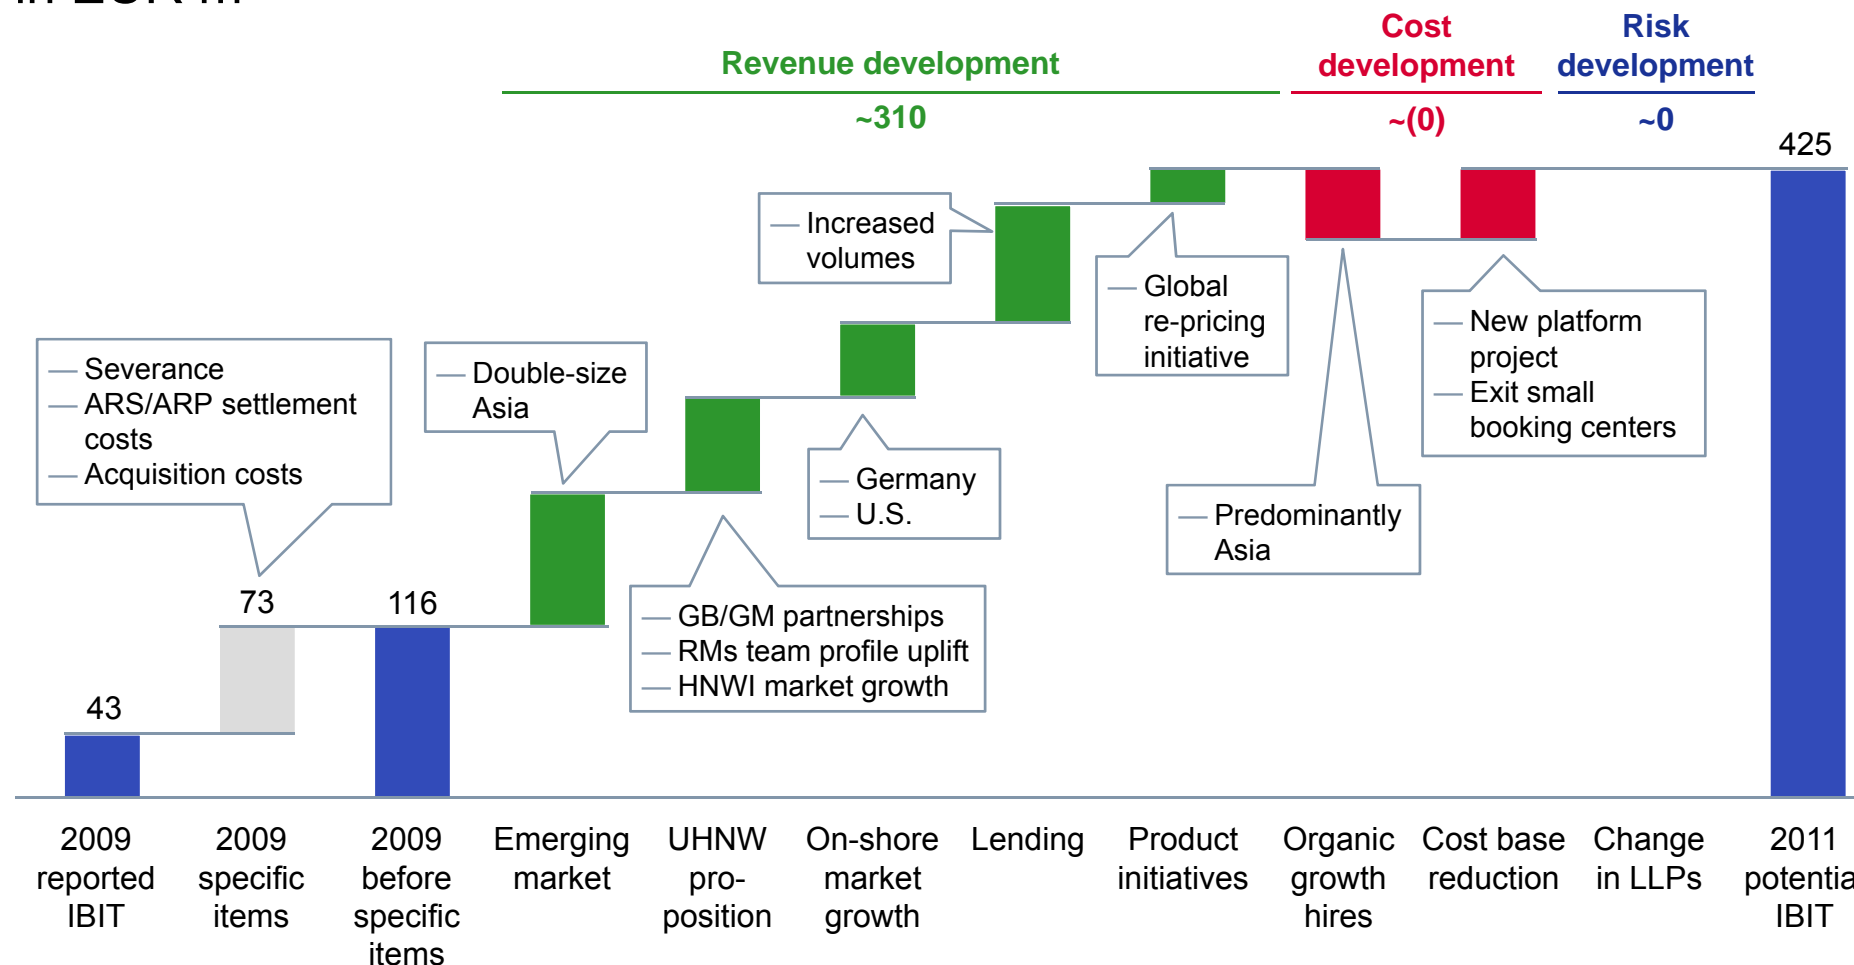 Revenue development
~310
Cost
development
~(0)
Risk
development
~0
425
— Increased
volumes
— Global
re-pricing
initiative
— New platform
project
— Exit small
booking centers
— Severance
— ARS/ARP settlement
costs
— Acquisition costs
— Double-size
Asia
— Germany
— U.S.
— Predominantly
Asia
— GB/GM partnerships
— RMs team profile uplift
— HNWI market growth
73
116
43
2009
reported
IBIT
2009
specific
items
2009
before
specific
items
Emerging
market
UHNW
pro-
position
On-shore
market
growth
Lending
Product
initiatives
Organic
growth
hires
Cost base
reduction
Change
in LLPs
2011
potentia
IBIT